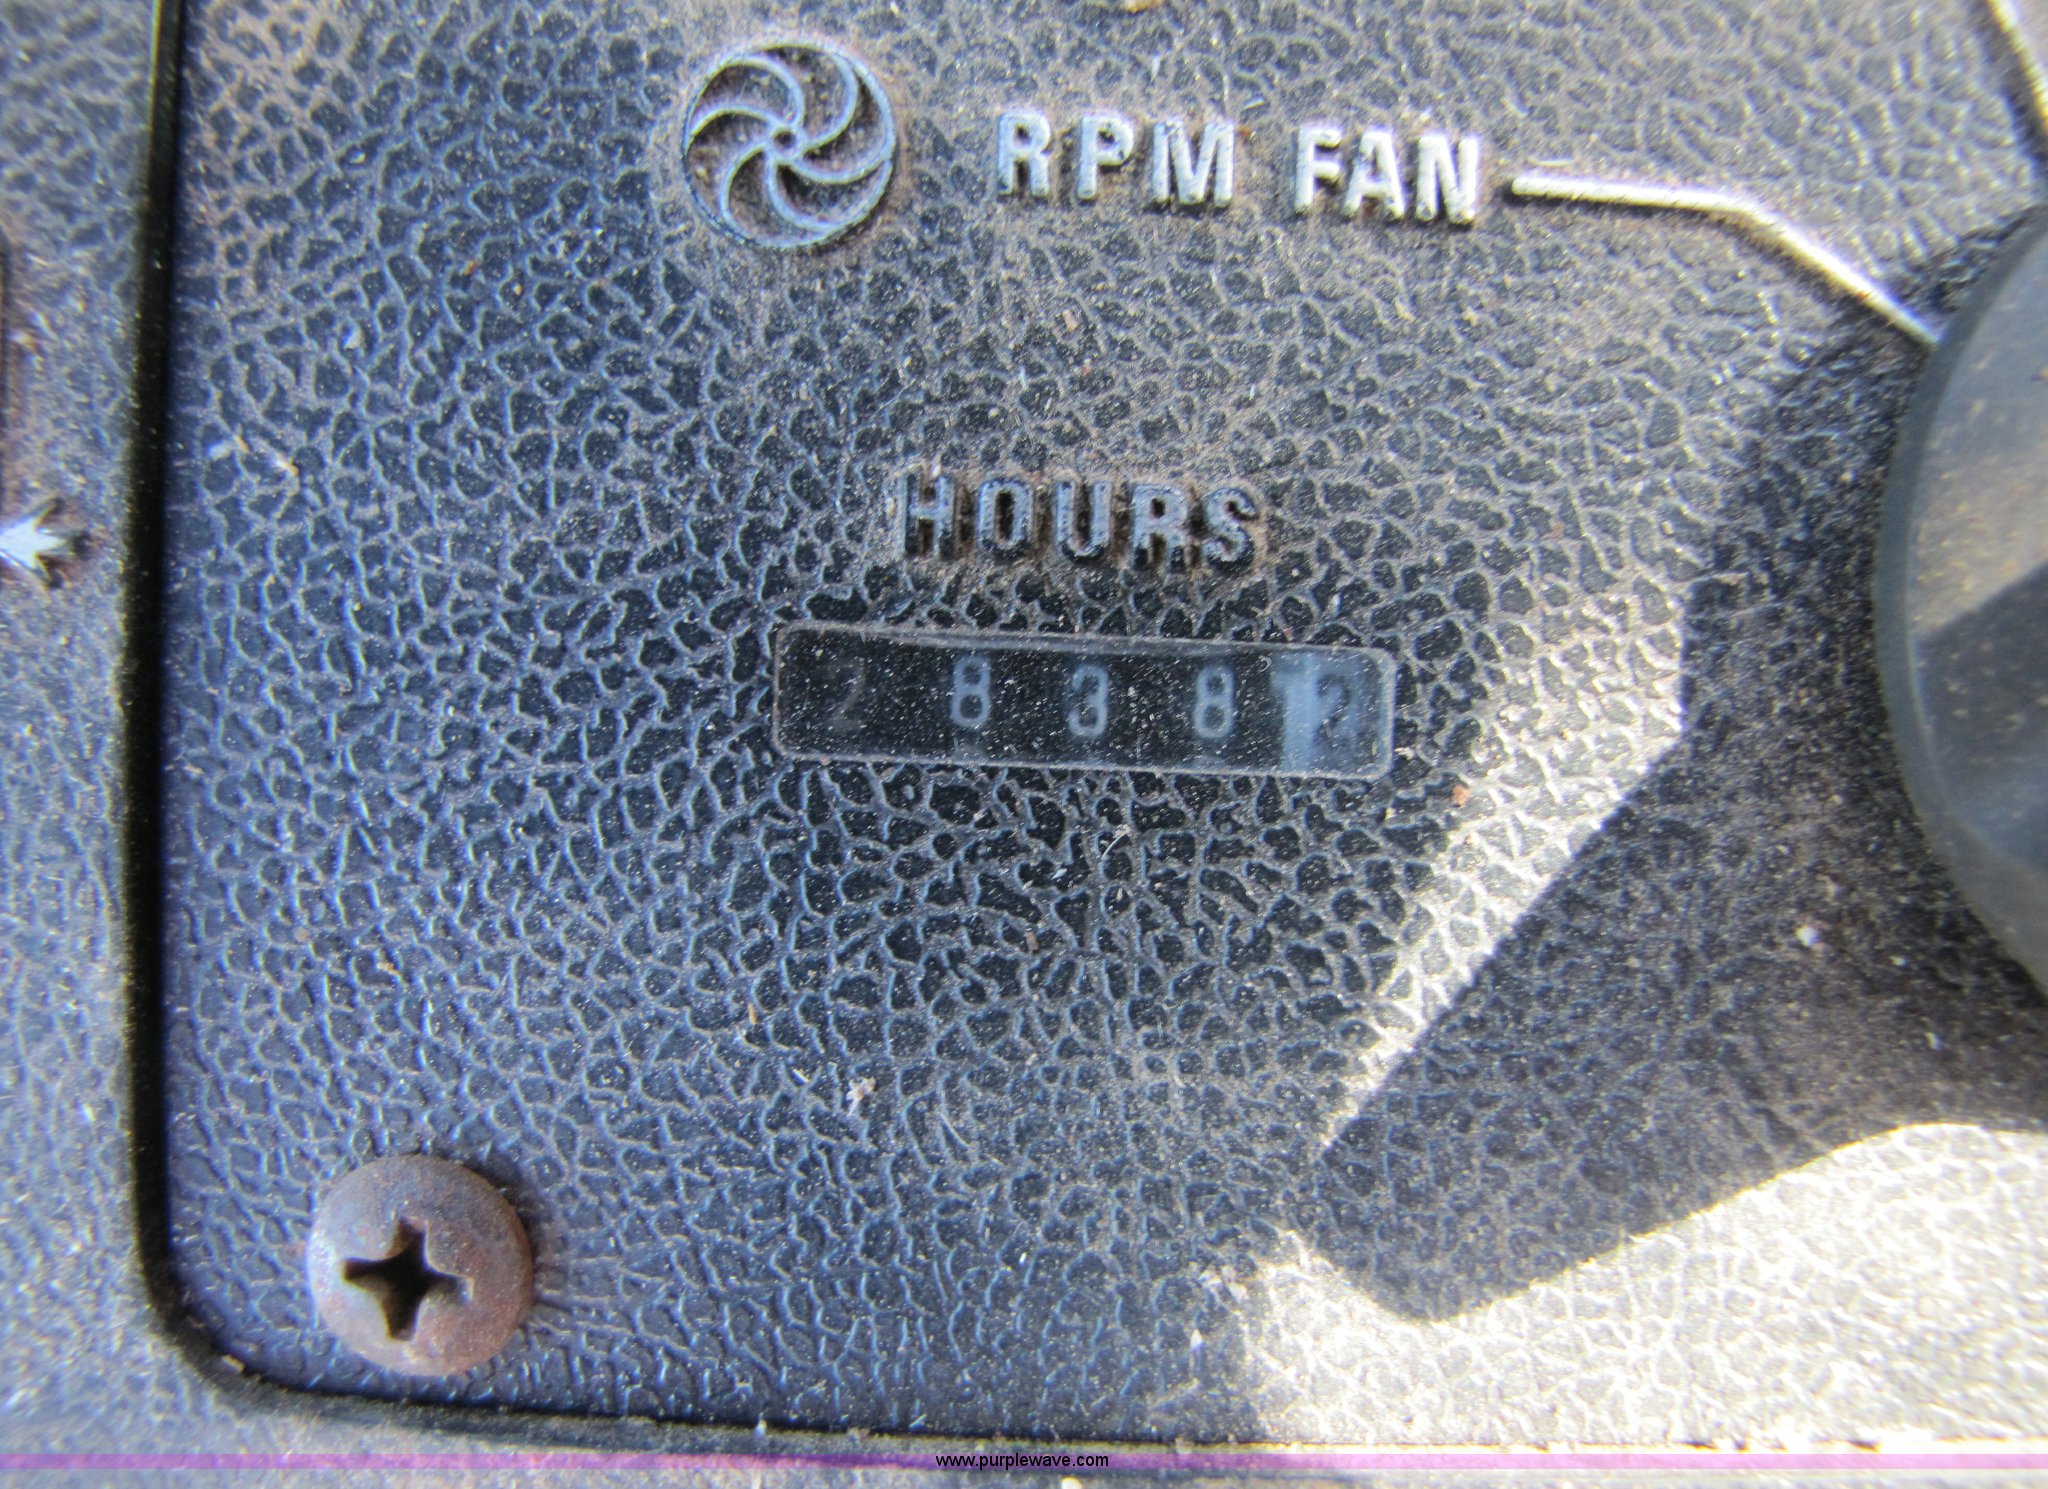 RPM FAN
HOURS
2 8 3 8 2
www.purplewave.com